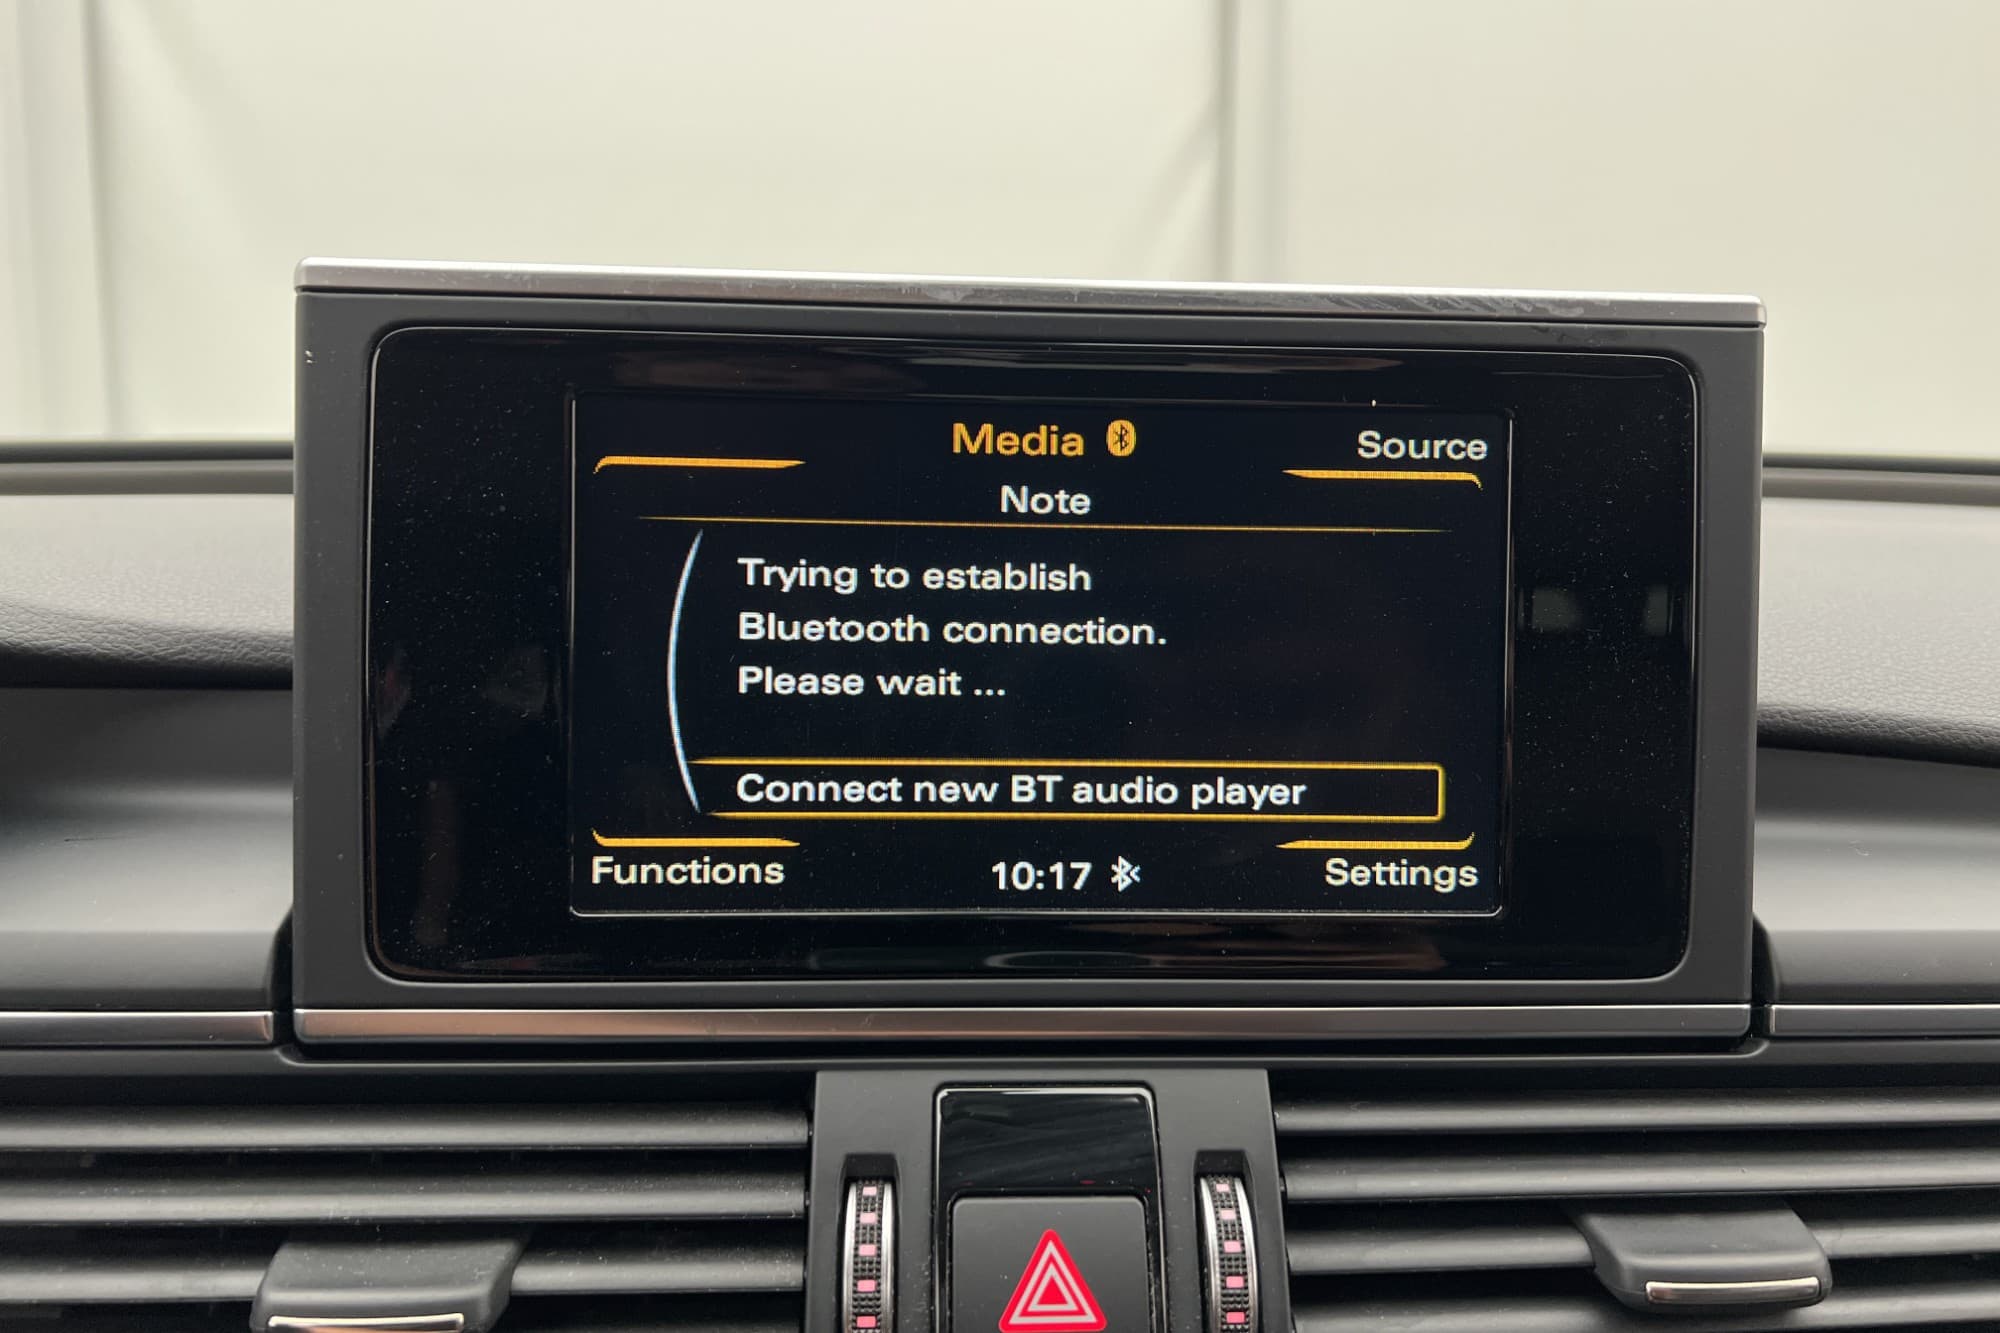 Media
Source
Note
Trying to establish
Bluetooth connection.
Please wait ...
Connect new BT audio player
Functions
10:17
Settings